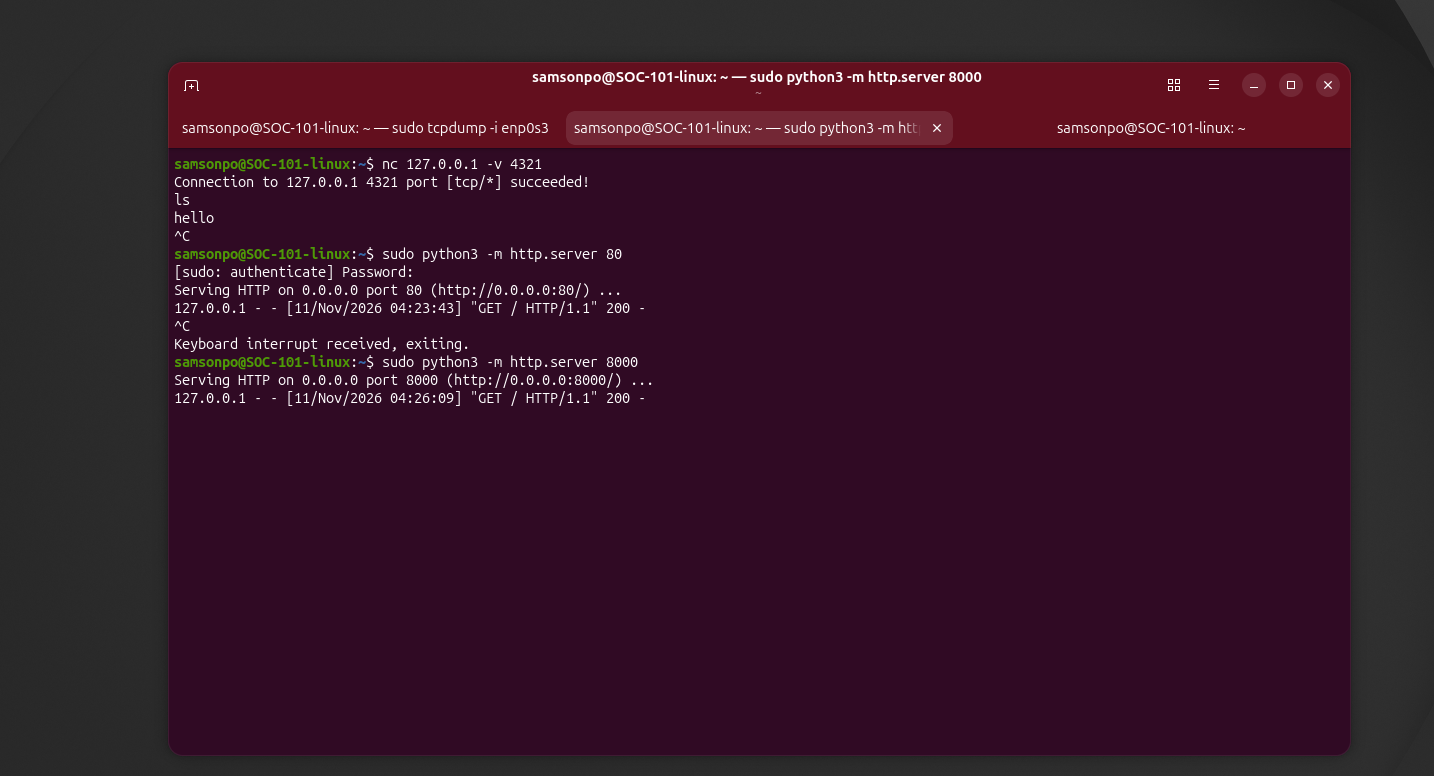 samsonpo@SOC-101-linux: ~ — sudo python3 -m http.server 8000
~
samsonpo@SOC-101-linux: ~ — sudo tcpdump -i enp0s3
samsonpo@SOC-101-linux: ~ — sudo python3 -m htt
samsonpo@SOC-101-linux: ~
samsonpo@SOC-101-linux:~$ nc 127.0.0.1 -v 4321
Connection to 127.0.0.1 4321 port [tcp/*] succeeded!
ls
hello
^C
samsonpo@SOC-101-linux:~$ sudo python3 -m http.server 80
[sudo: authenticate] Password:
Serving HTTP on 0.0.0.0 port 80 (http://0.0.0.0:80/) ...
127.0.0.1 - - [11/Nov/2026 04:23:43] "GET / HTTP/1.1" 200 -
^C
Keyboard interrupt received, exiting.
samsonpo@SOC-101-linux:~$ sudo python3 -m http.server 8000
Serving HTTP on 0.0.0.0 port 8000 (http://0.0.0.0:8000/) ...
127.0.0.1 - - [11/Nov/2026 04:26:09] "GET / HTTP/1.1" 200 -